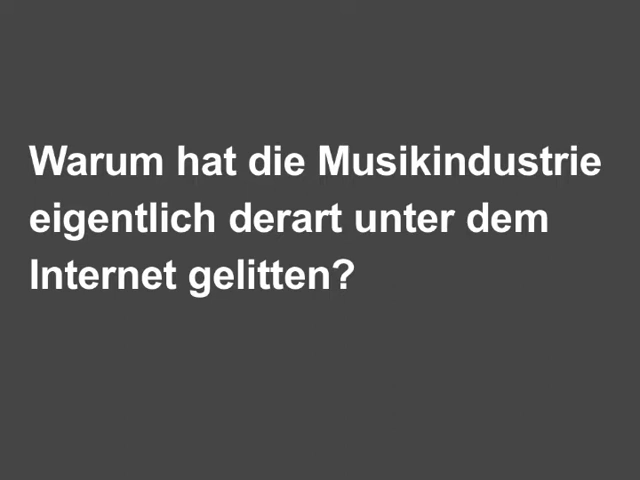 Warum hat die Musikindustrie
eigentlich derart unter dem
Internet gelitten?